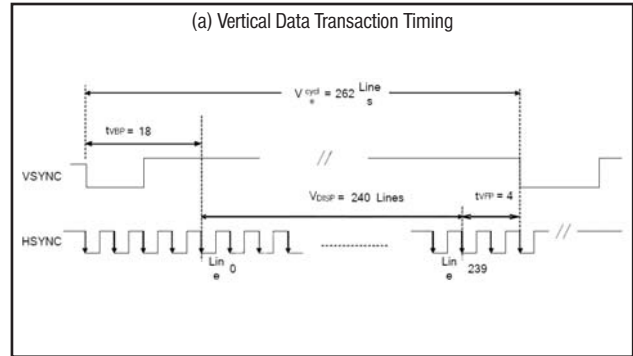 (a) Vertical Data Transaction Timing
V cycl e = 262 Line s
tVBP = 18
VSYNC
//
VDISP = 240 Lines
tVFP = 4
HSYNC
//
Lin e 0
Lin e 239